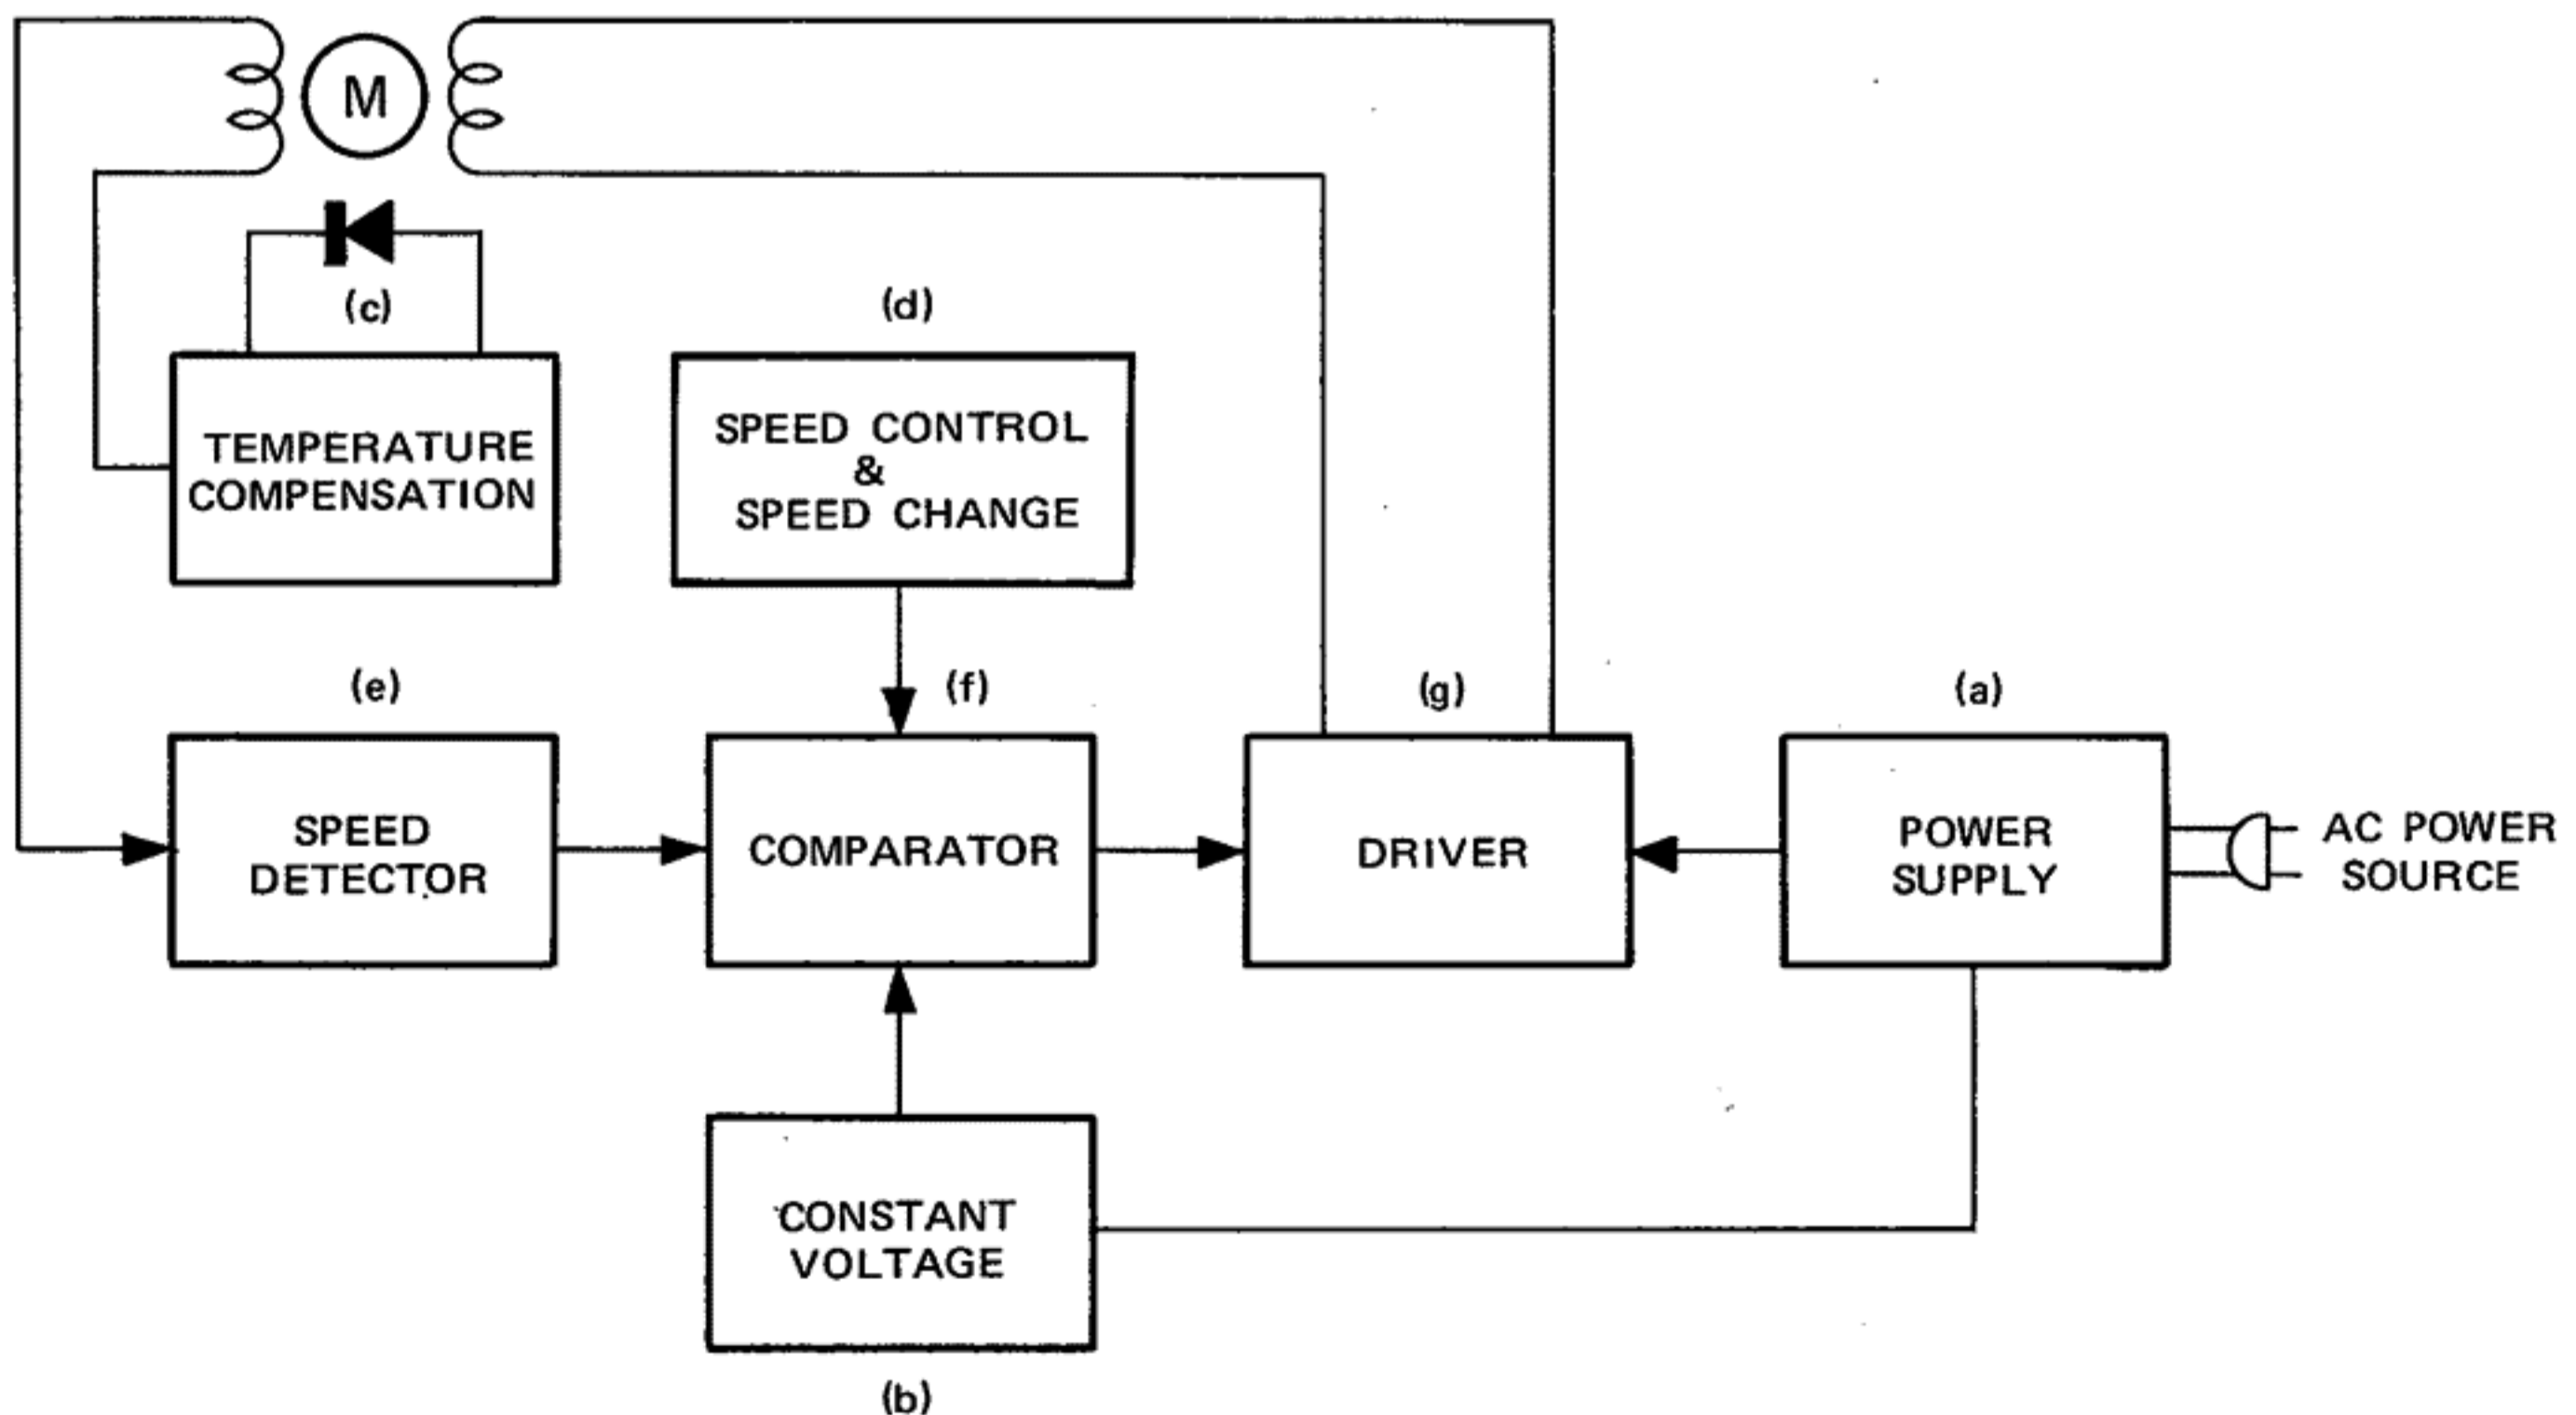 M
(c)
(d)
TEMPERATURE
COMPENSATION
SPEED CONTROL
&
SPEED CHANGE
(e)
(f)
(g)
(a)
SPEED
DETECTOR
COMPARATOR
DRIVER
POWER
SUPPLY
AC POWER
SOURCE
CONSTANT
VOLTAGE
(b)